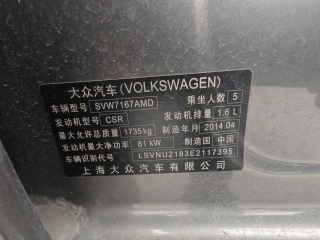 大众汽车(VOLKSWAGEN)
车辆型号 SVW7167AMD 乘坐人数 5
发动机型号 CSR 发动机排量 1.6 L
最大允许总质量 1735kg 制造年月 2014.04
发动机最大净功率 81 kW 制造国 中国
车辆识别代号 LSVNU2183E2117395
上海大众汽车有限公司